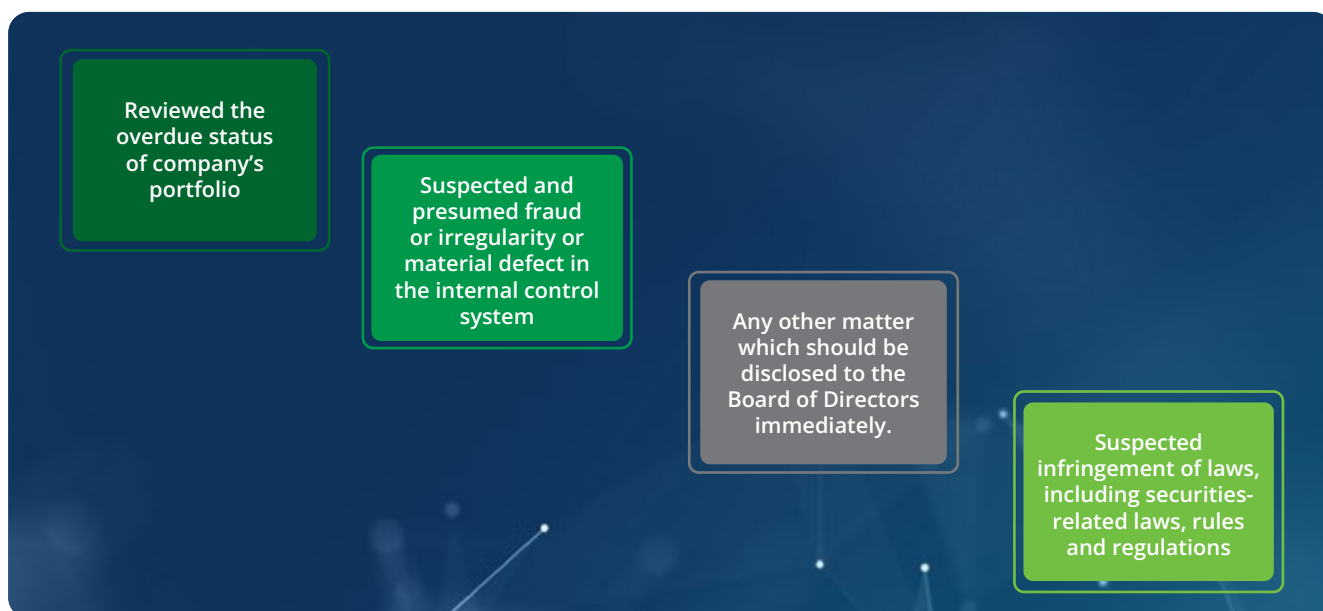 Reviewed the
overdue status
of company’s
portfolio
Suspected and
presumed fraud
or irregularity or
material defect in
the internal control
system
Any other matter
which should be
disclosed to the
Board of Directors
immediately.
Suspected
infringement of laws,
including securities-
related laws, rules
and regulations